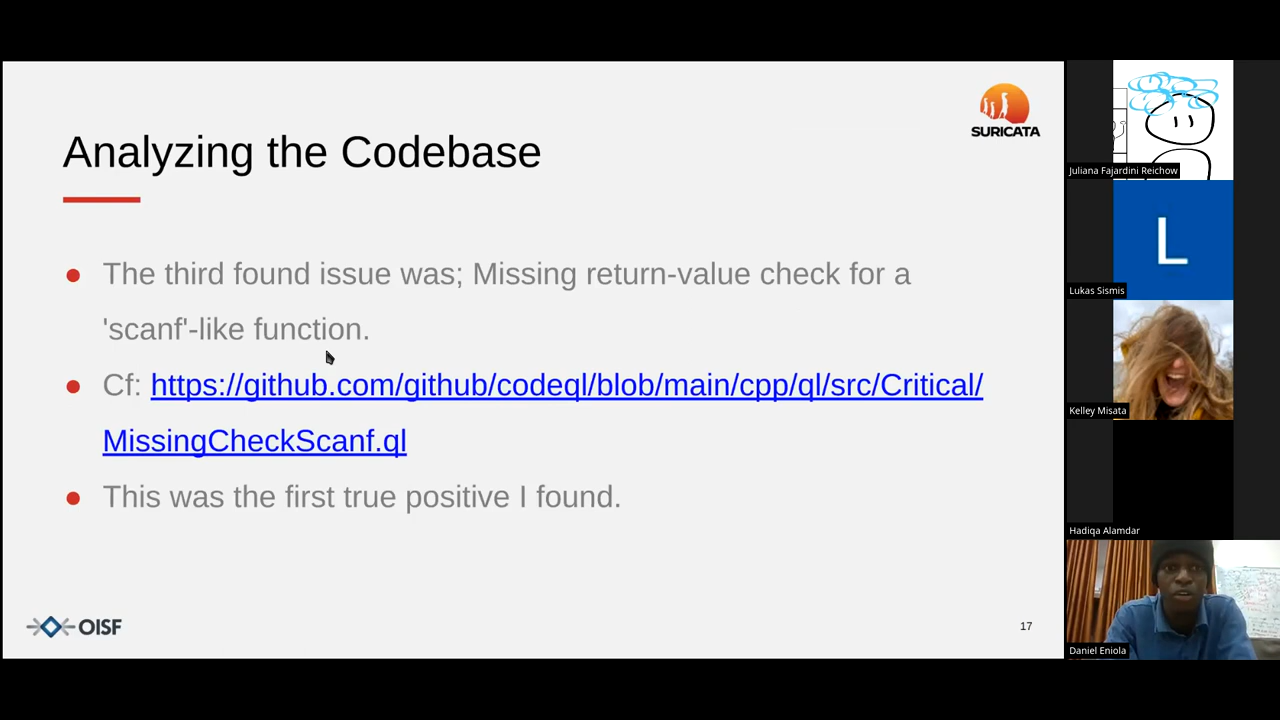 SURICATA
Analyzing the Codebase
The third found issue was; Missing return-value check for a
'scanf'-like function.
Cf: https://github.com/github/codeql/blob/main/cpp/ql/src/Critical/
MissingCheckScanf.ql
This was the first true positive I found.
OISF
17
Juliana Fajardini Reichow
L
Lukas Sismis
Kelley Misata
Hadiqa Alamdar
Daniel Eniola